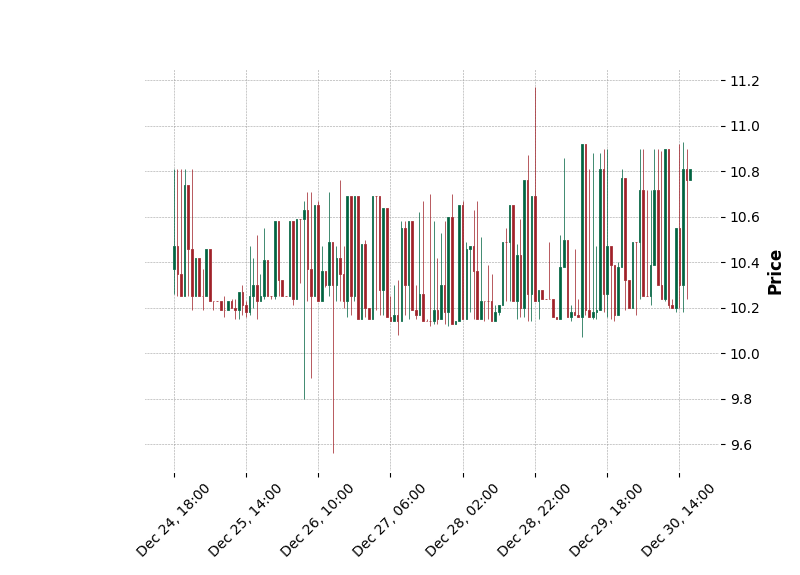 11.2
11.0
10.8
10.6
10.4
10.2
10.0
9.8
9.6
Price
Dec 24, 18:00
Dec 25, 14:00
Dec 26, 10:00
Dec 27, 06:00
Dec 28, 02:00
Dec 28, 22:00
Dec 29, 18:00
Dec 30, 14:00